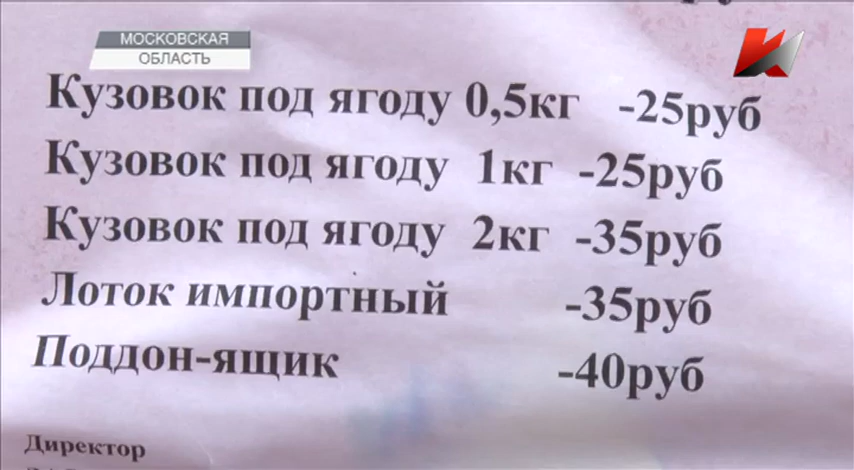 МОСКОВСКАЯ
ОБЛАСТЬ
Кузовок под ягоду 0,5кг -25руб
Кузовок под ягоду 1кг -25руб
Кузовок под ягоду 2кг -35руб
Лоток импортный -35руб
Поддон-ящик -40руб
Директор